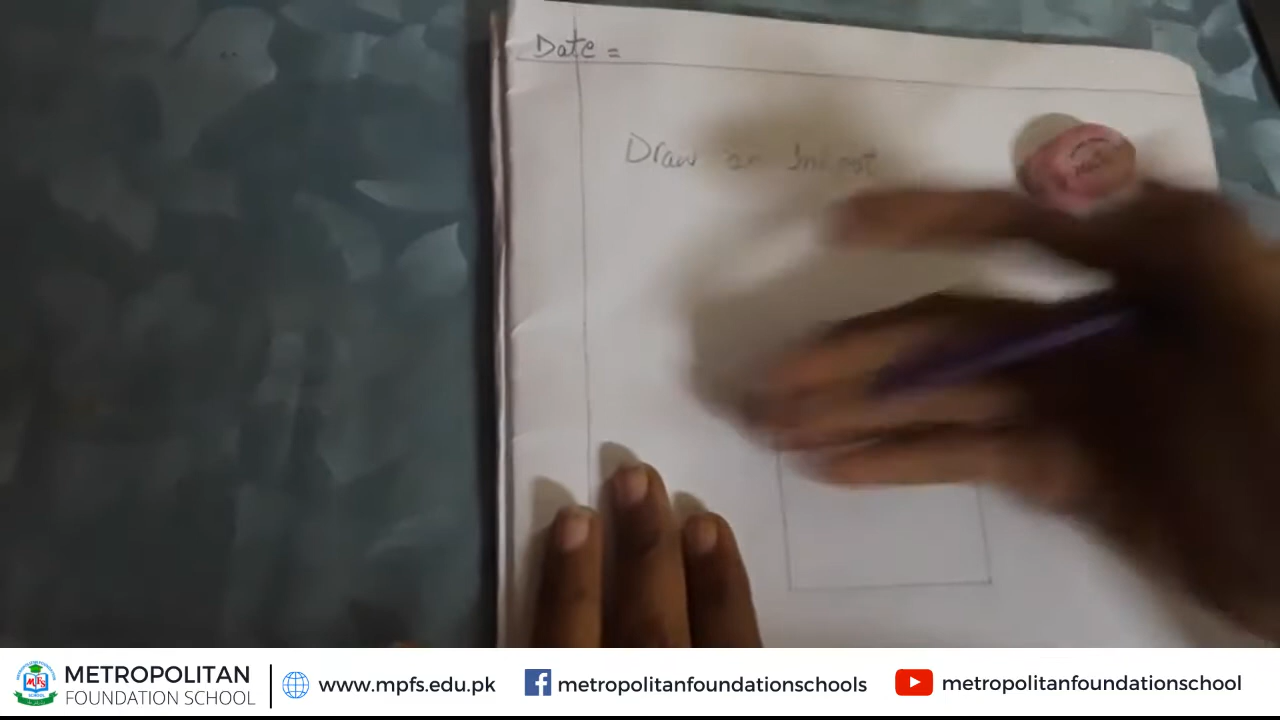 Date =
Draw
METROPOLITAN
FOUNDATION SCHOOL
www.mpfs.edu.pk
metropolitanfoundationschools
metropolitanfoundationschool